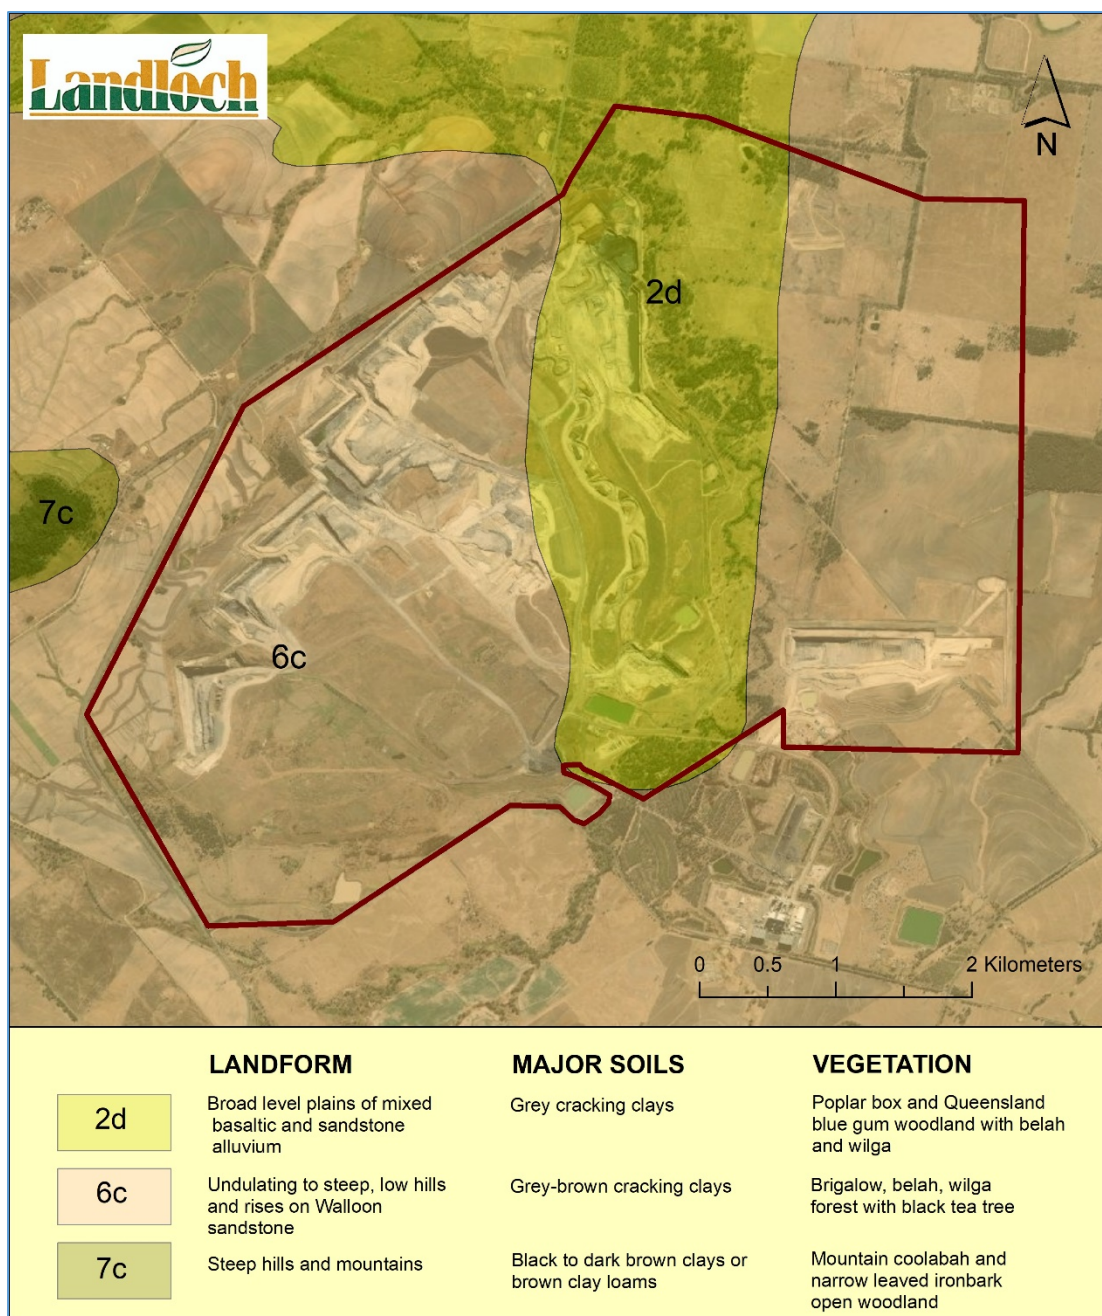 Landloch
N
2d
7c
6c
0 0.5 1 2 Kilometers
LANDFORM MAJOR SOILS VEGETATION
2d
Broad level plains of mixed
basaltic and sandstone
alluvium
Grey cracking clays
Poplar box and Queensland
blue gum woodland with belah
and wilga
6c
Undulating to steep, low hills
and rises on Walloon
sandstone
Grey-brown cracking clays
Brigalow, belah, wilga
forest with black tea tree
7c
Steep hills and mountains
Black to dark brown clays or
brown clay loams
Mountain coolabah and
narrow leaved ironbark
open woodland